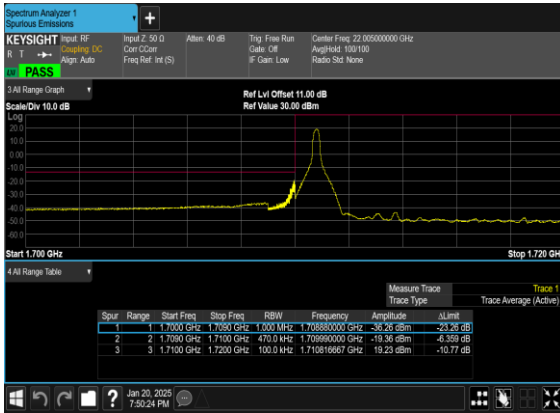 Spectrum Analyzer 1
Spurious Emissions
+
KEYSIGHT Input: RF Input Z: 50 Ω Atten: 40 dB Trig: Free Run Center Freq: 22.005000000 GHz
R T Coupling: DC Corr CCorr Gate: Off Avg|Hold: 100/100
Align: Auto Freq Ref: Int (S) IF Gain: Low Radio Std: None
PASS
3 All Range Graph
Ref Lvl Offset 11.00 dB
Scale/Div 10.0 dB Ref Value 30.00 dBm
Log
20.0
10.0
0.00
-10.0
-20.0
-30.0
-40.0
-50.0
-60.0
Start 1.700 GHz Stop 1.720 GH
4 All Range Table
Measure Trace Trace 1
Trace Type Trace Average (Active)
Spur Range Start Freq Stop Freq RBW Frequency Amplitude ΔLimit
1 1 1.7000 GHz 1.7090 GHz 1.000 MHz 1.708880000 GHz -36.26 dBm -23.26 dB
2 2 1.7090 GHz 1.7100 GHz 470.0 kHz 1.709990000 GHz -19.36 dBm -6.359 dB
3 3 1.7100 GHz 1.7200 GHz 100.0 kHz 1.710816667 GHz 19.23 dBm -10.77 dB
? Jan 20, 2025
7:50:24 PM